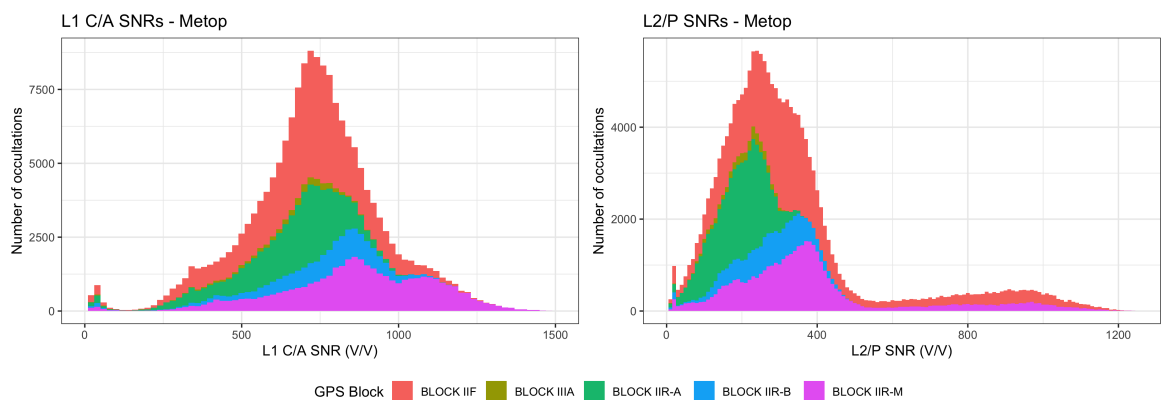 L1 C/A SNRs - Metop
Number of occultations
7500
5000
2500
0
0 500 1000 1500
L1 C/A SNR (V/V)
L2/P SNRs - Metop
Number of occultations
4000
2000
0
0 400 800 1200
L2/P SNR (V/V)
GPS Block BLOCK IIF BLOCK IIIA BLOCK IIR-A BLOCK IIR-B BLOCK IIR-M